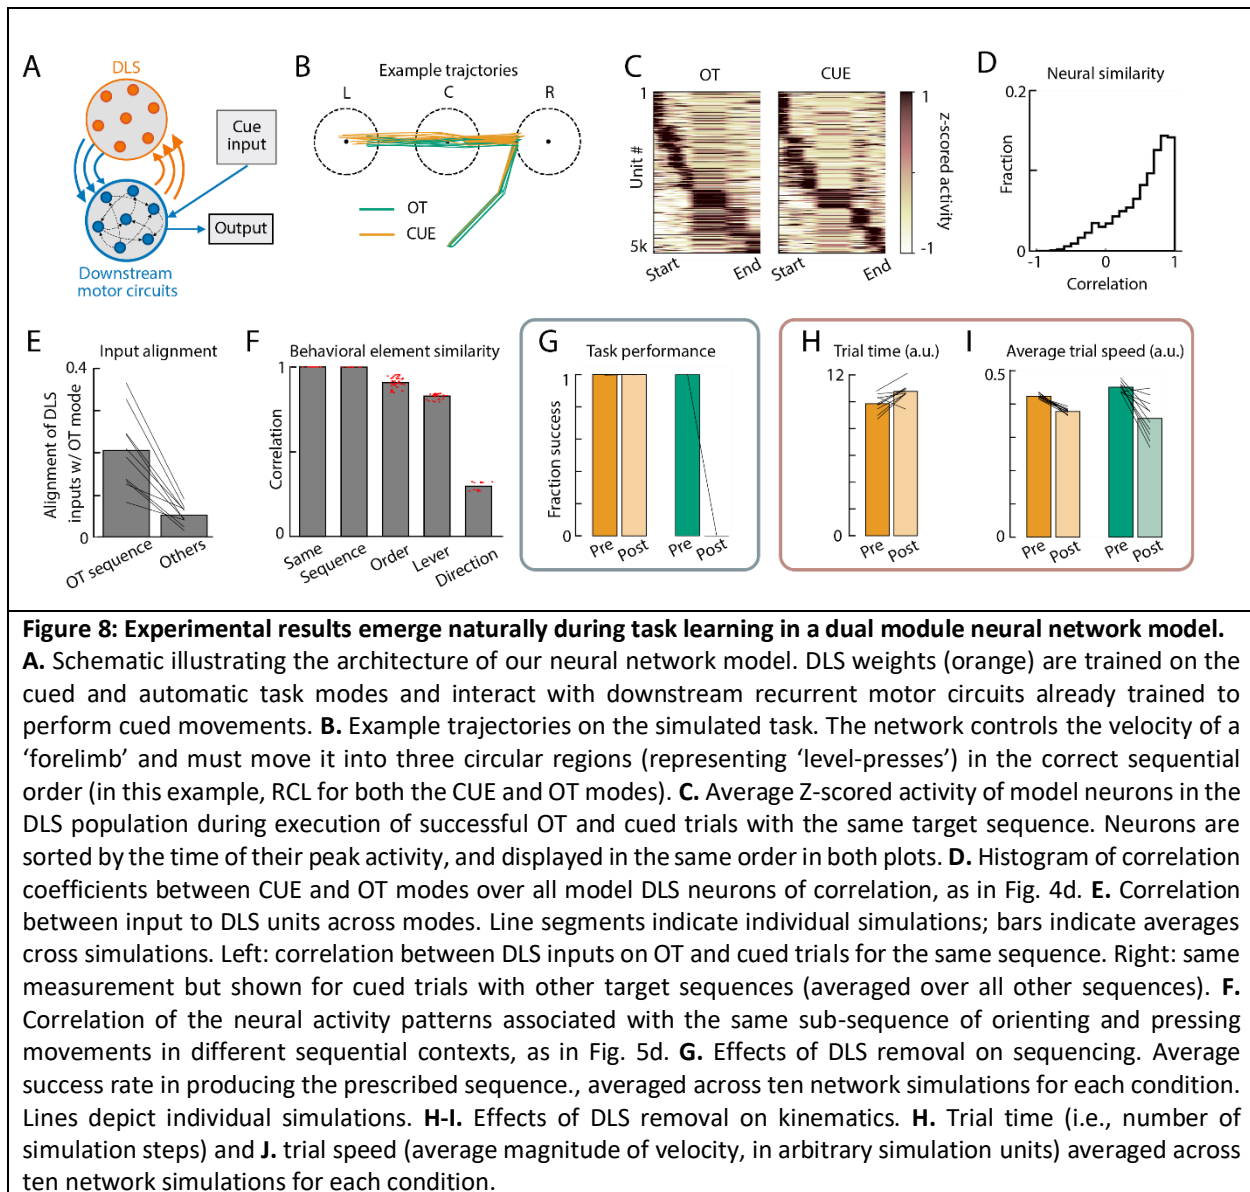 A
DLS
Cue
input
Output
Downstream
motor circuits
B
Example trajctories
L
C
R
OT
CUE
C
OT
CUE
1
Unit #
5k
Start
End
Start
End
1
z-scored activity
-1
D
Neural similarity
0.2
Fraction
0
-1
0
1
Correlation
E
Input alignment
0.4
Alignment of DLS
inputs w/ OT mode
0
OT sequence
Others
F
Behavioral element similarity
1
Correlation
0
Same
Sequence
Order
Lever
Direction
G
Task performance
1
Fraction success
0
Pre
Post
Pre
Post
H
Trial time (a.u.)
12
0
Pre
Post
I
Average trial speed (a.u.)
0.5
0
Pre
Post
Pre
Post
Figure 8: Experimental results emerge naturally during task learning in a dual module neural network model.
A. Schematic illustrating the architecture of our neural network model. DLS weights (orange) are trained on the
cued and automatic task modes and interact with downstream recurrent motor circuits already trained to
perform cued movements. B. Example trajectories on the simulated task. The network controls the velocity of a
‘forelimb’ and must move it into three circular regions (representing ‘level-presses’) in the correct sequential
order (in this example, RCL for both the CUE and OT modes). C. Average Z-scored activity of model neurons in the
DLS population during execution of successful OT and cued trials with the same target sequence. Neurons are
sorted by the time of their peak activity, and displayed in the same order in both plots. D. Histogram of correlation
coefficients between CUE and OT modes over all model DLS neurons of correlation, as in Fig. 4d. E. Correlation
between input to DLS units across modes. Line segments indicate individual simulations; bars indicate averages
cross simulations. Left: correlation between DLS inputs on OT and cued trials for the same sequence. Right: same
measurement but shown for cued trials with other target sequences (averaged over all other sequences). F.
Correlation of the neural activity patterns associated with the same sub-sequence of orienting and pressing
movements in different sequential contexts, as in Fig. 5d. G. Effects of DLS removal on sequencing. Average
success rate in producing the prescribed sequence., averaged across ten network simulations for each condition.
Lines depict individual simulations. H-I. Effects of DLS removal on kinematics. H. Trial time (i.e., number of
simulation steps) and J. trial speed (average magnitude of velocity, in arbitrary simulation units) averaged across
ten network simulations for each condition.